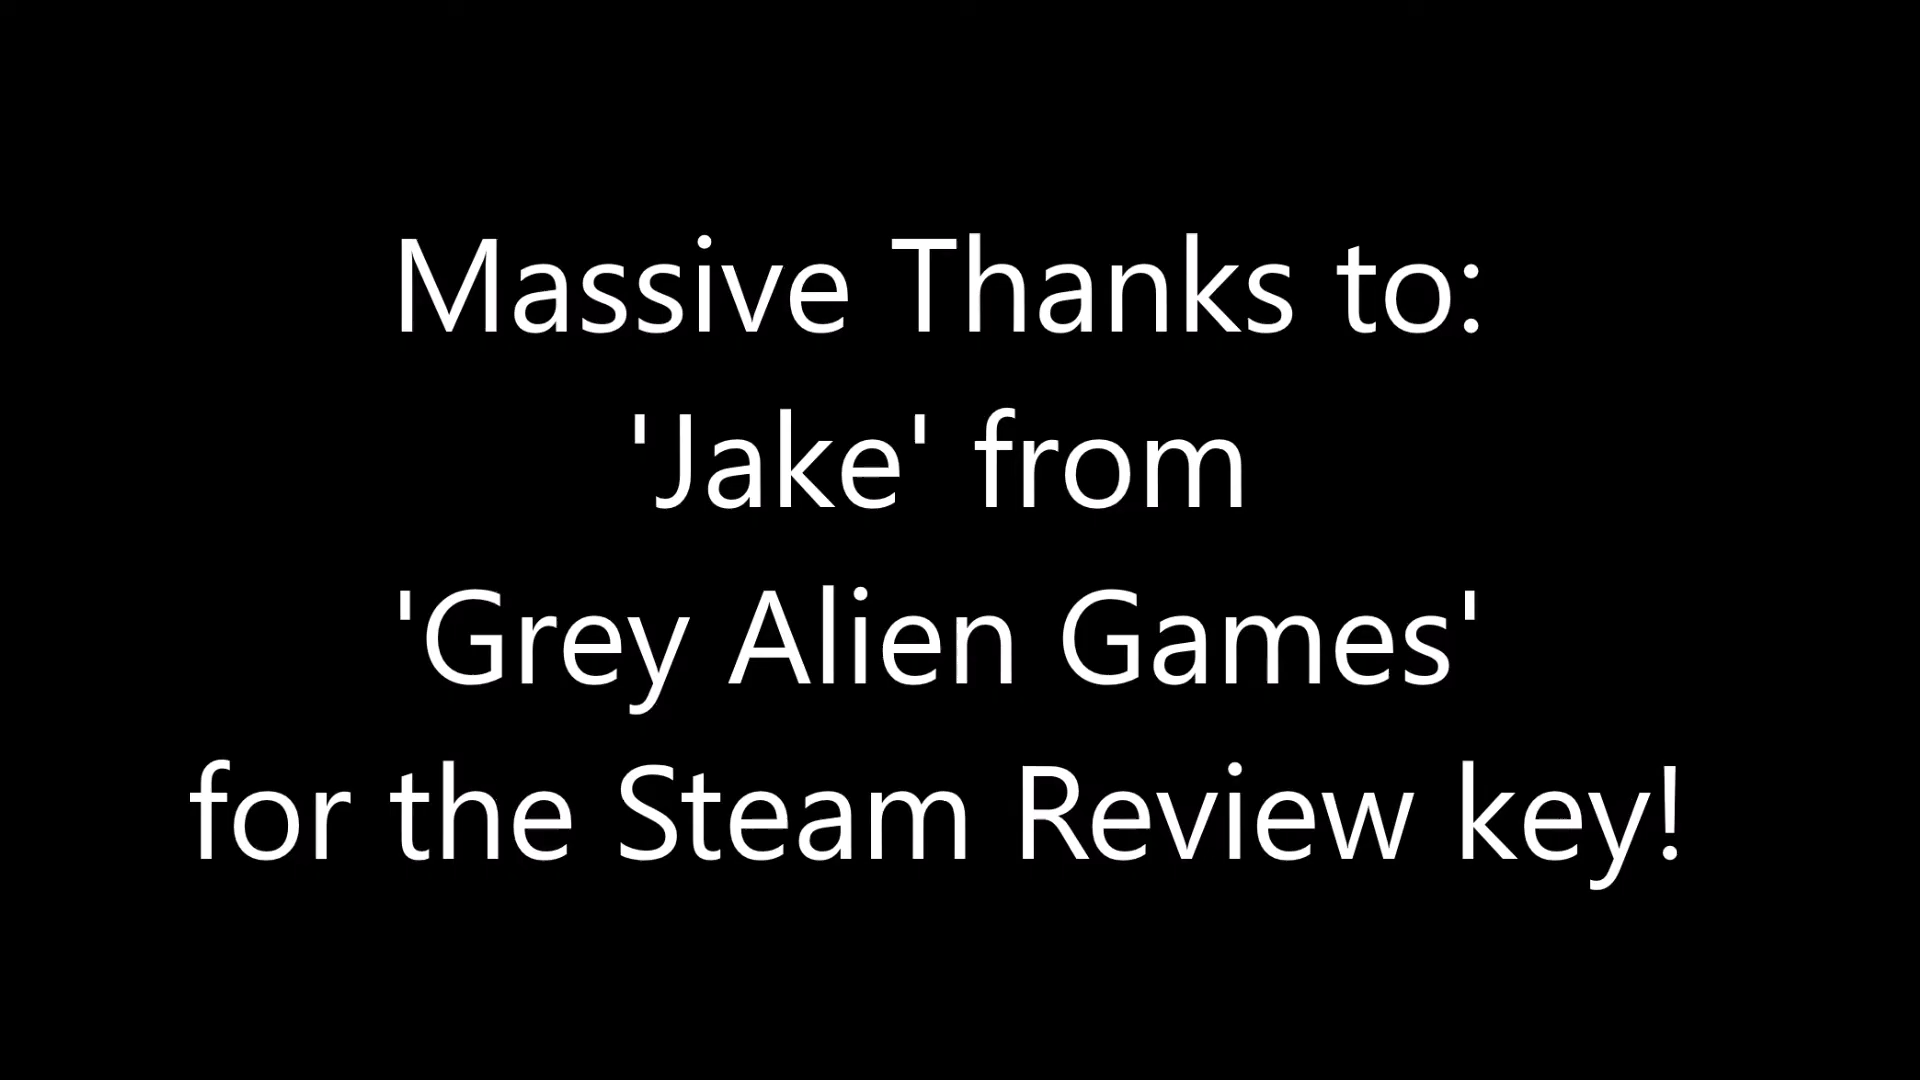 Massive Thanks to:
'Jake' from
'Grey Alien Games'
for the Steam Review key!